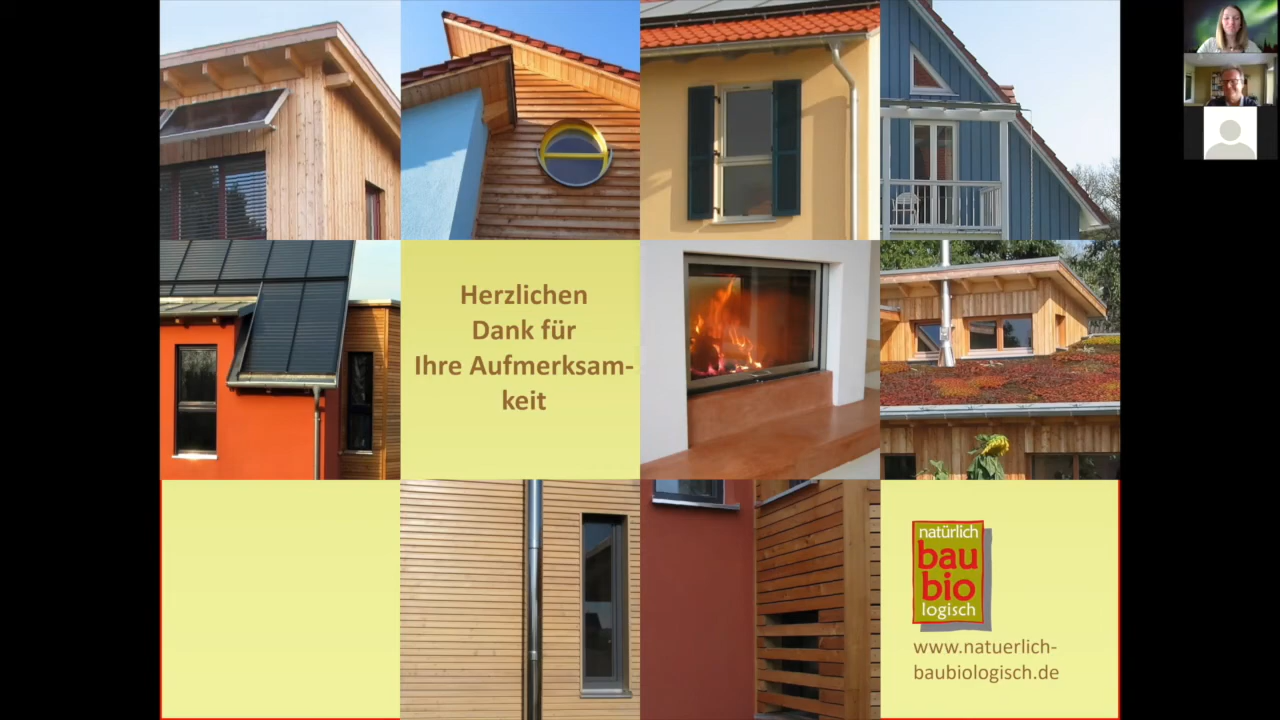 Herzlichen
Dank für
Ihre Aufmerksam-
keit
natürlich
bau
bio
logisch
www.natuerlich-
baubiologisch.de